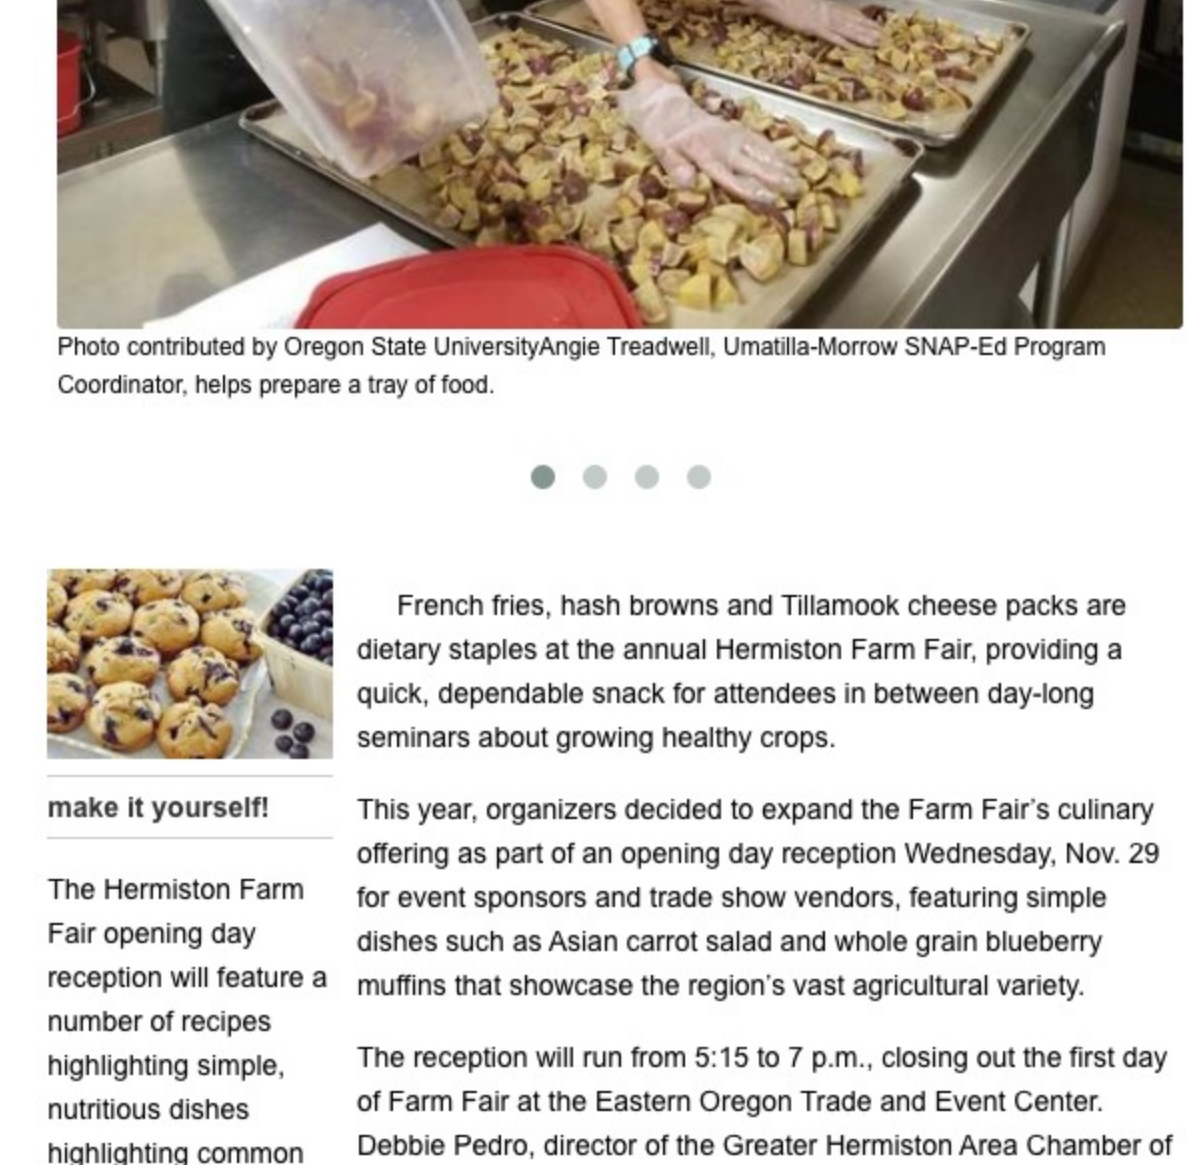 Photo contributed by Oregon State UniversityAngie Treadwell, Umatilla-Morrow SNAP-Ed Program
Coordinator, helps prepare a tray of food.
make it yourself!
The Hermiston Farm
Fair opening day
reception will feature a
number of recipes
highlighting simple,
nutritious dishes
highlighting common
French fries, hash browns and Tillamook cheese packs are
dietary staples at the annual Hermiston Farm Fair, providing a
quick, dependable snack for attendees in between day-long
seminars about growing healthy crops.
This year, organizers decided to expand the Farm Fair’s culinary
offering as part of an opening day reception Wednesday, Nov. 29
for event sponsors and trade show vendors, featuring simple
dishes such as Asian carrot salad and whole grain blueberry
muffins that showcase the region’s vast agricultural variety.
The reception will run from 5:15 to 7 p.m., closing out the first day
of Farm Fair at the Eastern Oregon Trade and Event Center.
Debbie Pedro, director of the Greater Hermiston Area Chamber of